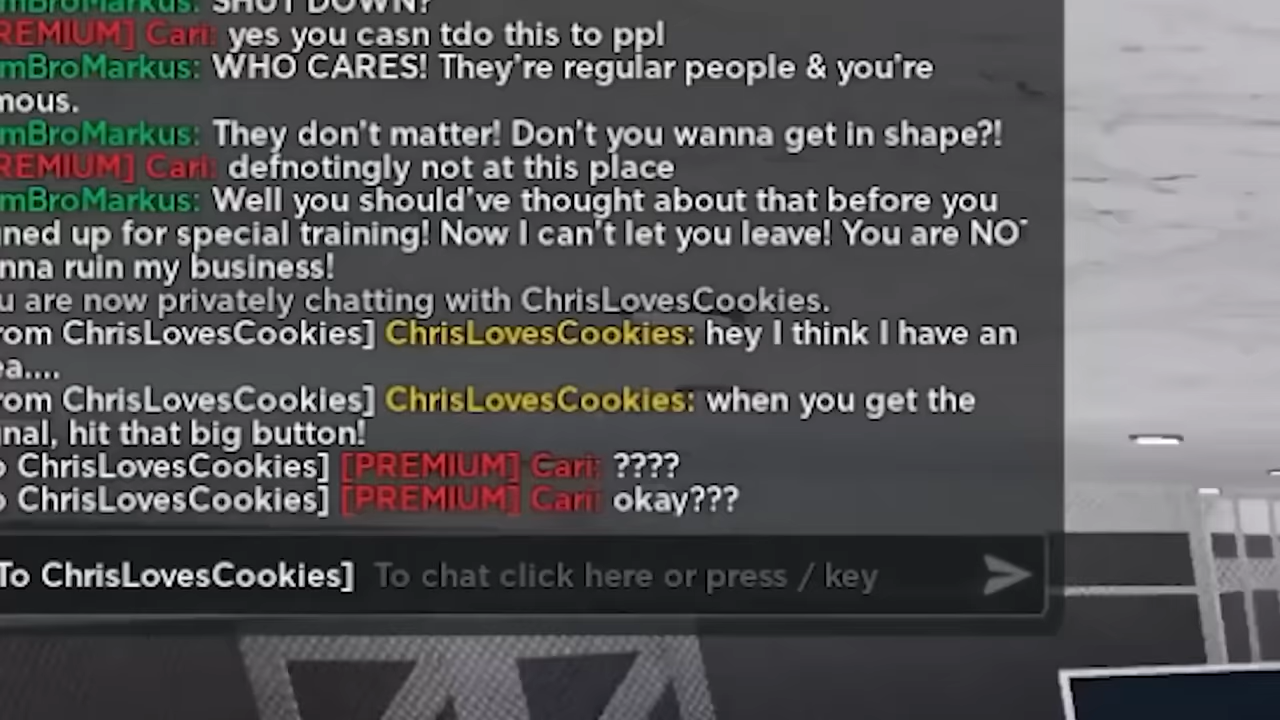 mBroMarkus: SHUT DOWN?
REMIUM] Cari: yes you casn tdo this to ppl
mBroMarkus: WHO CARES! They're regular people & you're
mous.
mBroMarkus: They don't matter! Don't you wanna get in shape?!
REMIUM] Cari: defnotingly not at this place
mBroMarkus: Well you should've thought about that before you
ned up for special training! Now I can't let you leave! You are NOT
nna ruin my business!
u are now privately chatting with ChrisLovesCookies.
rom ChrisLovesCookies] ChrisLovesCookies: hey I think I have an
ea....
rom ChrisLovesCookies] ChrisLovesCookies: when you get the
gnal, hit that big button!
o ChrisLovesCookies] [PREMIUM] Cari: ????
o ChrisLovesCookies] [PREMIUM] Cari: okay???
To ChrisLovesCookies] To chat click here or press / key